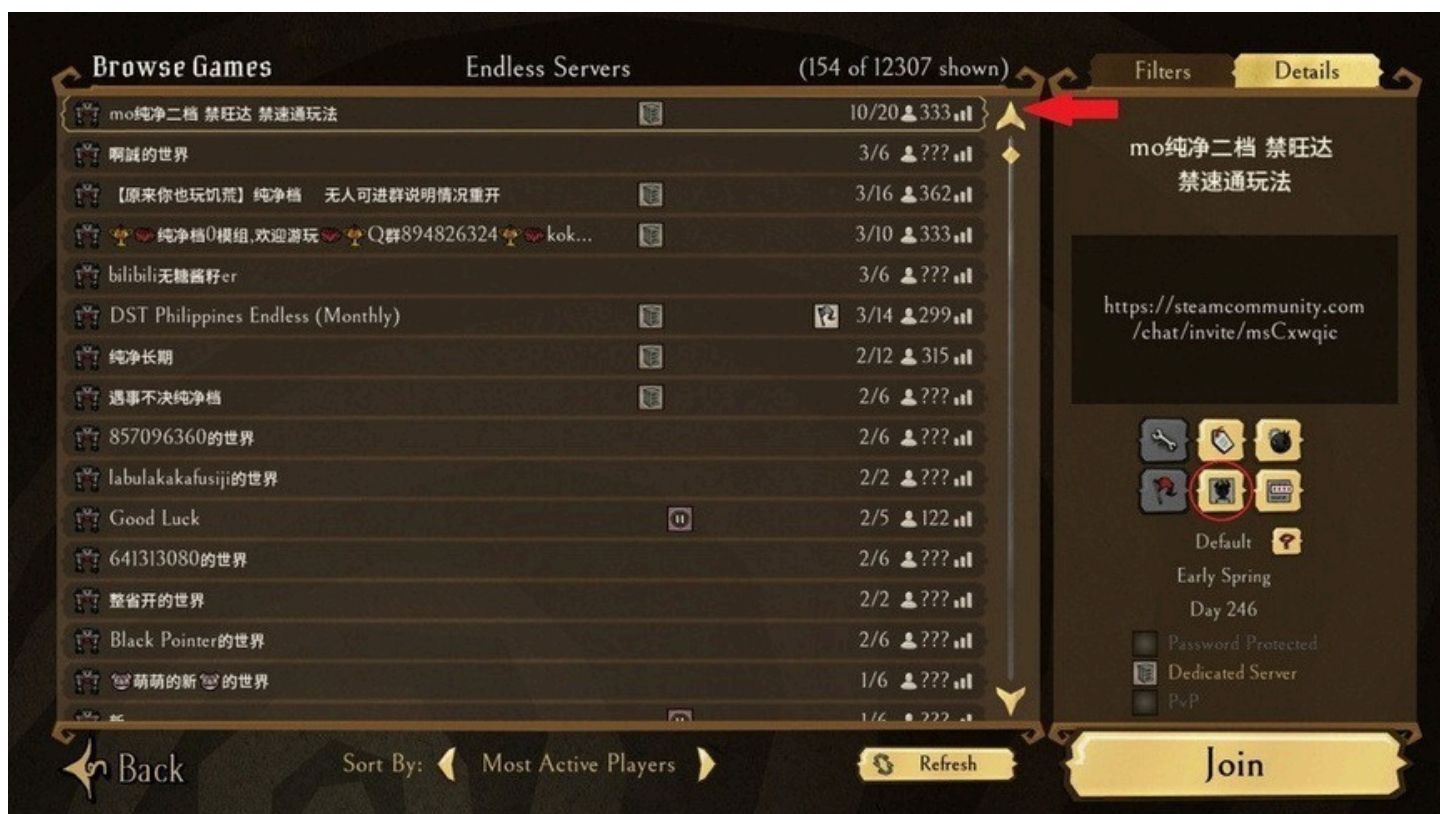 Browse Games
Endless Servers
(154 of 12307 shown)
Filters
Details
mo纯净二档 禁旺达 禁速通玩法
10/20 333
啊誠的世界
3/6 ???
【原来你也玩饥荒】纯净档 无人可进群说明情况重开
3/16 362
纯净档0模组,欢迎游玩 Q群894826324 kok...
3/10 333
bilibili无糖酱籽er
3/6 ???
DST Philippines Endless (Monthly)
3/14 299
纯净长期
2/12 315
遇事不决纯净档
2/6 ???
857096360的世界
2/6 ???
labulakakafusiji的世界
2/2 ???
Good Luck
2/5 122
641313080的世界
2/6 ???
整省开的世界
2/2 ???
Black Pointer的世界
2/6 ???
萌萌的新 的世界
1/6 ???
1/6 ???
mo纯净二档 禁旺达
禁速通玩法
https://steamcommunity.com
/chat/invite/msCxwqic
Default
Early Spring
Day 246
Password Protected
Dedicated Server
PvP
Back
Sort By:
Most Active Players
Refresh
Join